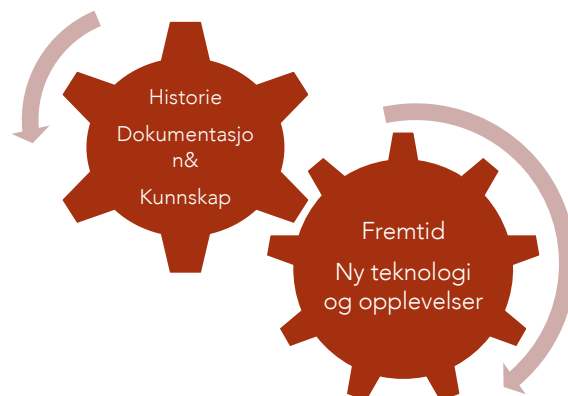 Historie
Dokumentasjo
n&
Kunnskap
Fremtid
Ny teknologi
og opplevelser